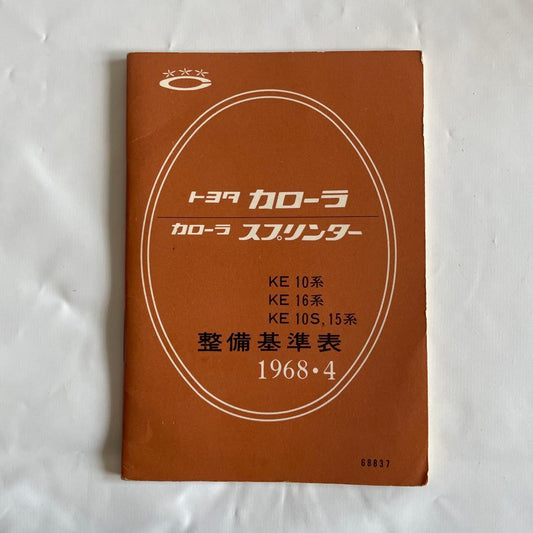 トヨタ カローラ
カローラ スプリンター
KE 10系
KE 16系
KE 10S, 15系
整備基準表
1968・4
68837